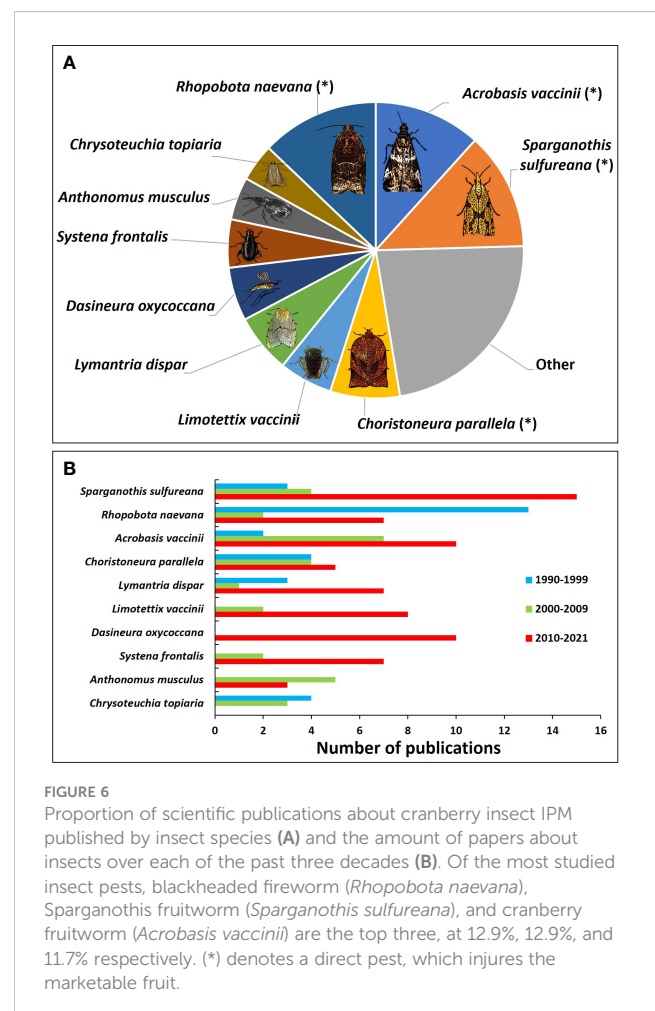 A
Rhopobota naevana (*)
Acrobasis vaccinii (*)
Chrysoteuchia topiaria
Sparganothis
sulfureana (*)
Anthonomus musculus
Systena frontalis
Dasineura oxycoccana
Lymantria dispar
Other
Limotettix vaccinii
Choristoneura parallela (*)
B
Sparganothis sulfureana
Rhopobota naevana
Acrobasis vaccinii
Choristoneura parallela
Lymantria dispar
Limotettix vaccinii
Dasineura oxycoccana
Systena frontalis
Anthonomus musculus
Chrysoteuchia topiaria
1990-1999
2000-2009
2010-2021
0 2 4 6 8 10 12 14 16
Number of publications
FIGURE 6
Proportion of scientific publications about cranberry insect IPM
published by insect species (A) and the amount of papers about
insects over each of the past three decades (B). Of the most studied
insect pests, blackheaded fireworm (Rhopobota naevana),
Sparganothis fruitworm (Sparganothis sulfureana), and cranberry
fruitworm (Acrobasis vaccinii) are the top three, at 12.9%, 12.9%, and
11.7% respectively. (*) denotes a direct pest, which injures the
marketable fruit.